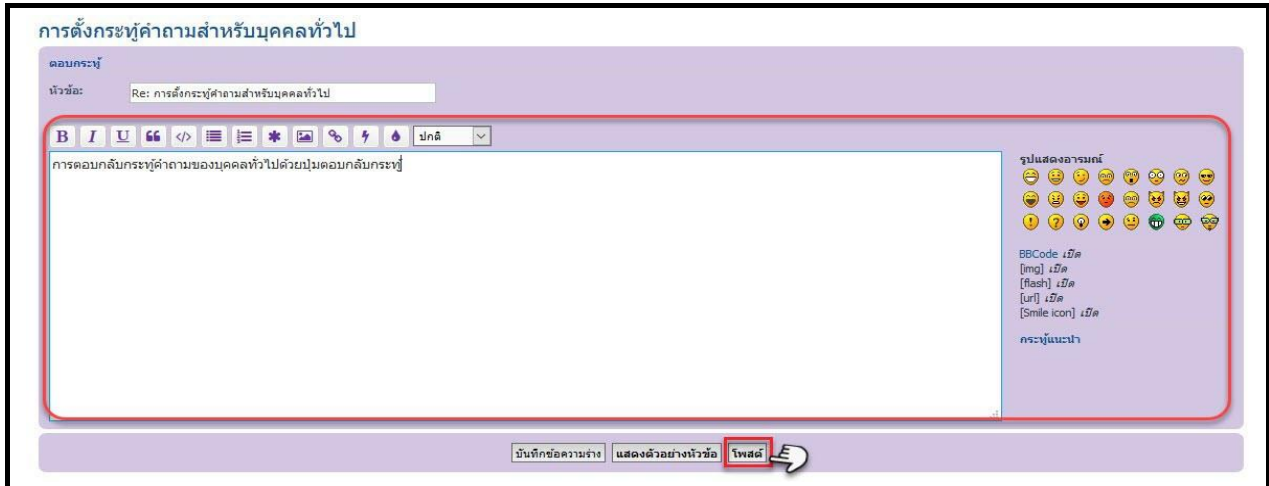 การตั้งกระทู้คำถามสำหรับบุคคลทั่วไป
ตอบกระทู้
หัวข้อ: Re: การตั้งกระทู้คำถามสำหรับบุคคลทั่วไป
B I U </> ปกติ
การตอบกลับกระทู้คำถามของบุคคลทั่วไปด้วยปุ่มตอบกลับกระทู้
รูปแสดงอารมณ์
BBCode เปิด
[img] เปิด
[flash] เปิด
[url] เปิด
[Smile icon] เปิด
กระทู้แนะนำ
บันทึกข้อความร่าง แสดงตัวอย่างหัวข้อ โพสต์